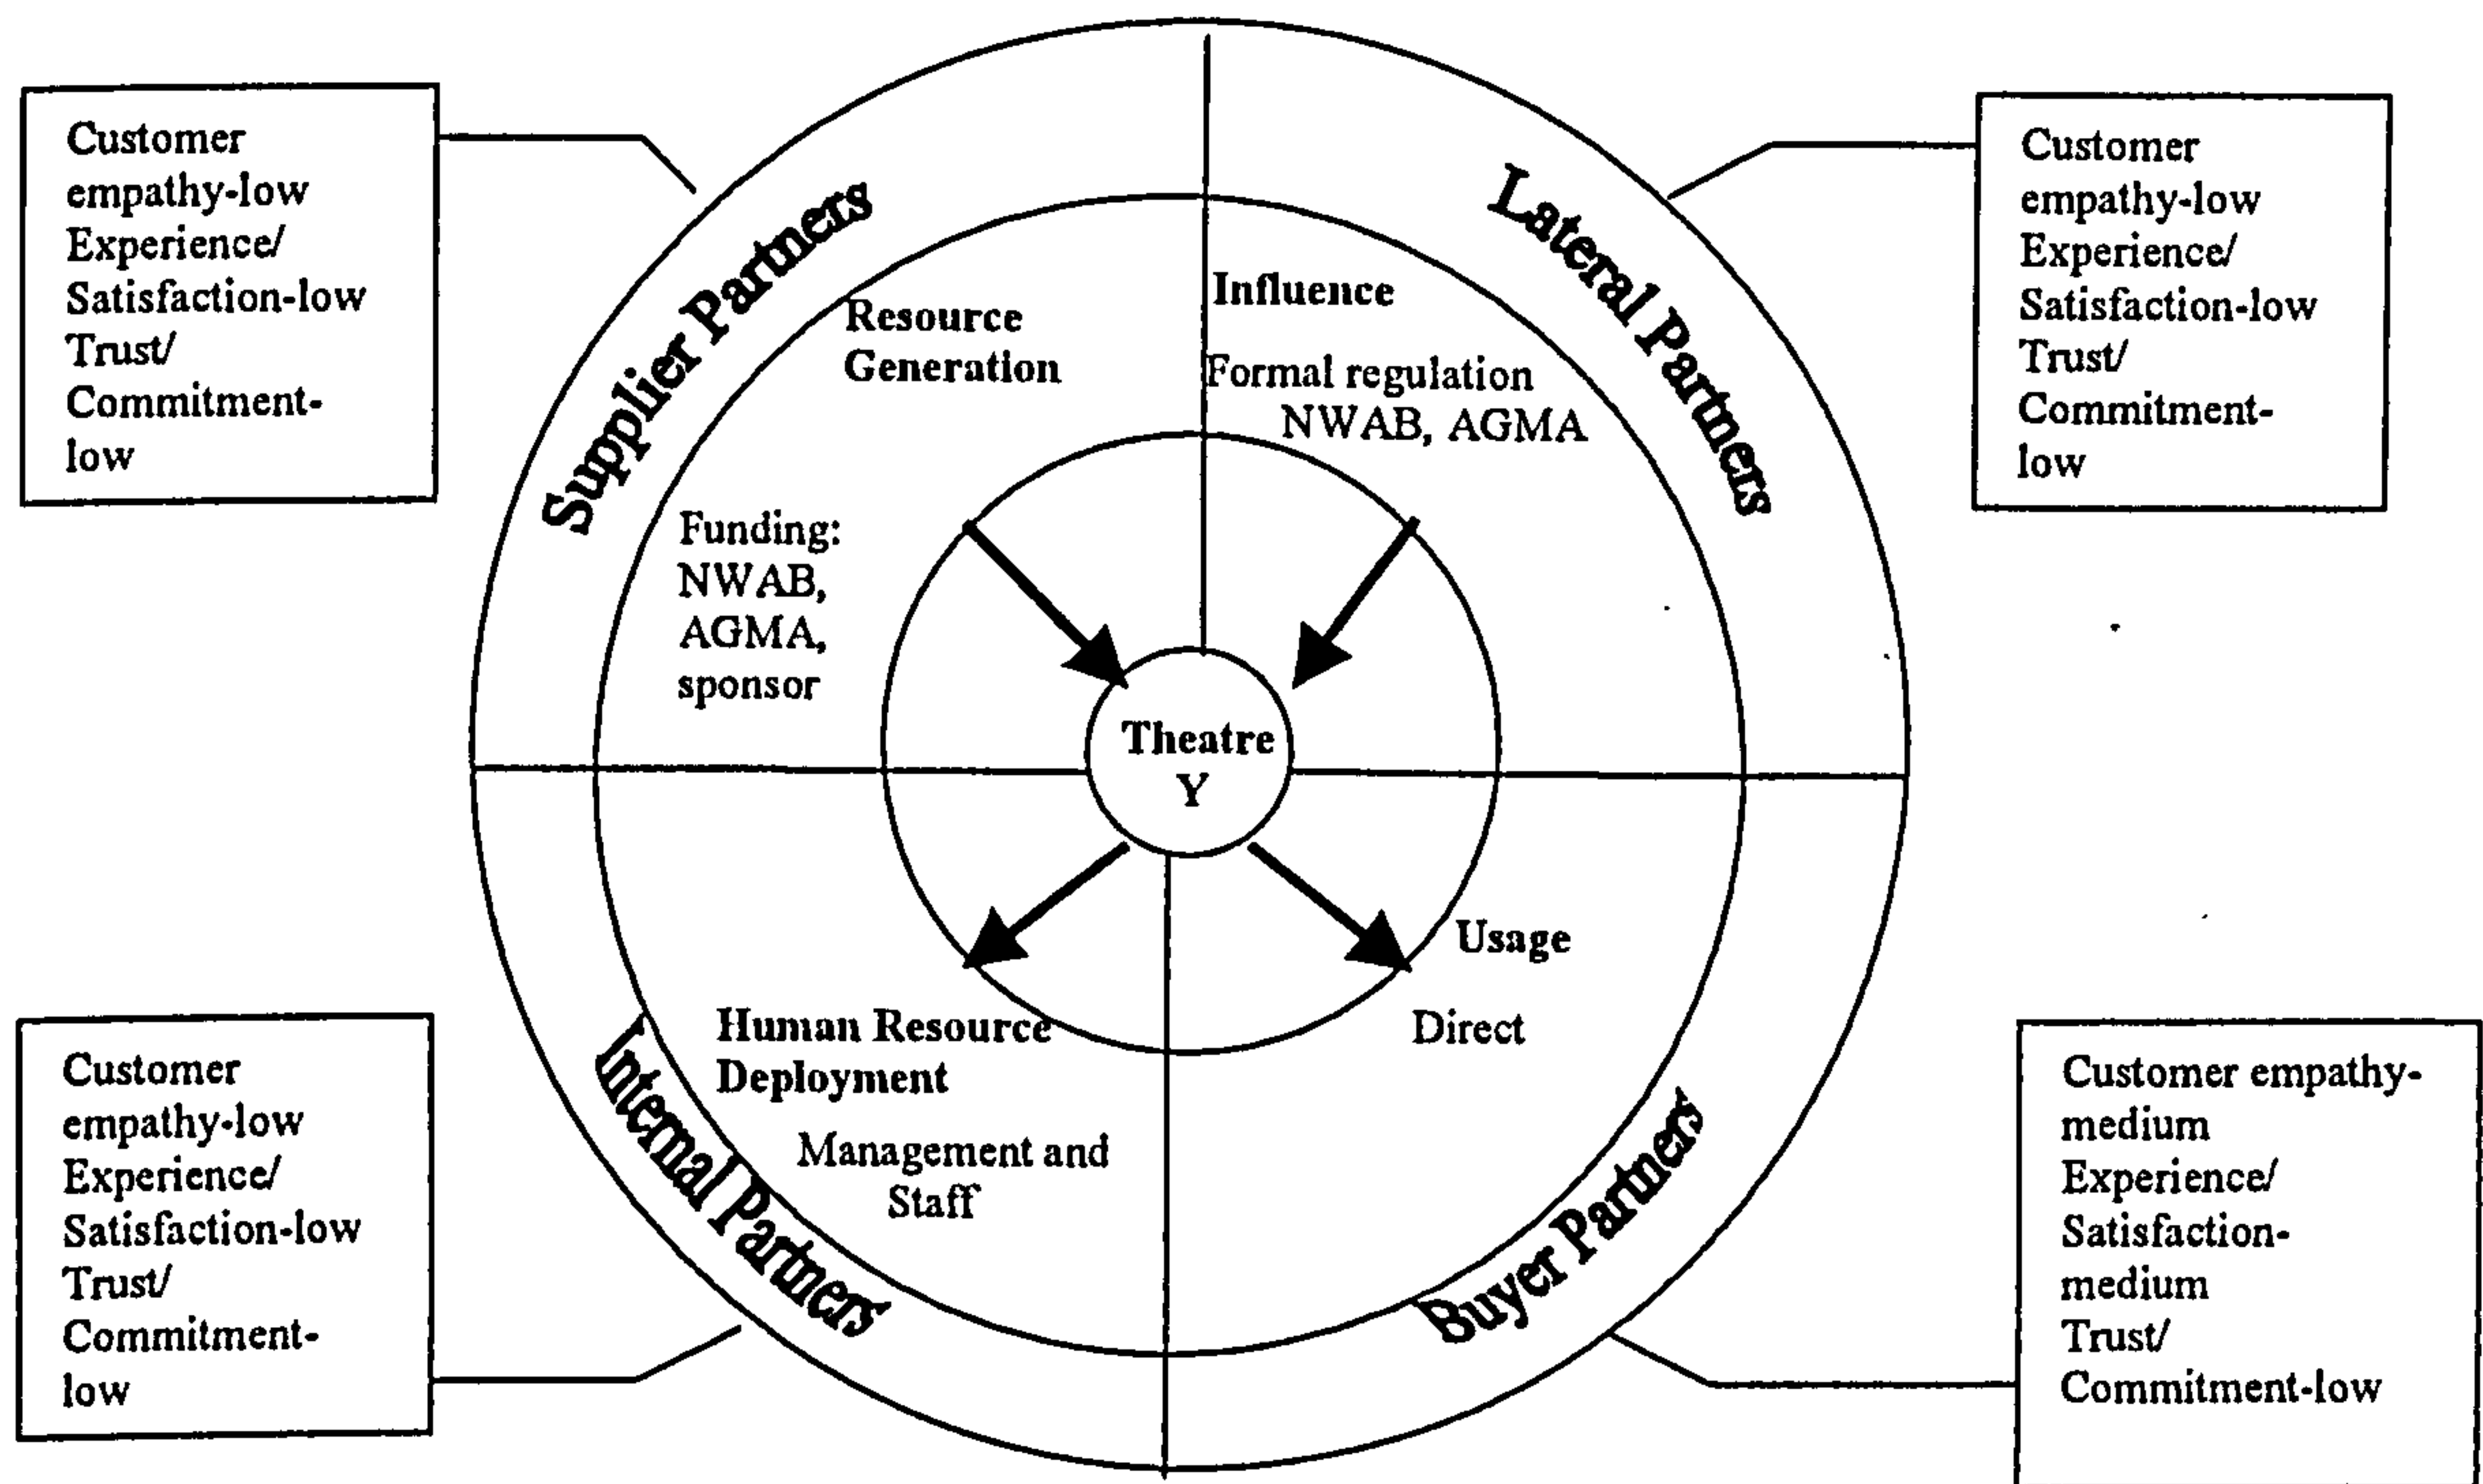 Customer
empathy-low
Experience/
Satisfaction-low
Trust/
Commitment-
low
Supplier Partners
Resource
Generation
Funding:
NWAB,
AGMA,
sponsor
Influence
Formal regulation
NWAB, AGMA
Lateral Partners
Customer
empathy-low
Experience/
Satisfaction-low
Trust/
Commitment-
low
Theatre
Y
Customer
empathy-low
Experience/
Satisfaction-low
Trust/
Commitment-
low
Internal Partners
Human Resource
Deployment
Management and
Staff
Usage
Direct
Buyer Partners
Customer empathy-
medium
Experience/
Satisfaction-
medium
Trust/
Commitment-low